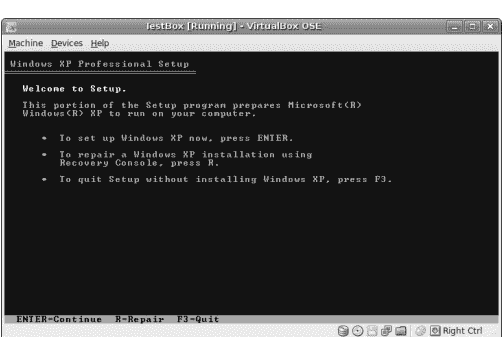 TestBox [Running] - VirtualBox OSE
Machine Devices Help
Windows XP Professional Setup
Welcome to Setup.
This portion of the Setup program prepares Microsoft(R)
Windows(R) XP to run on your computer.
• To set up Windows XP now, press ENTER.
• To repair a Windows XP installation using
Recovery Console, press R.
• To quit Setup without installing Windows XP, press F3.
ENTER=Continue R=Repair F3=Quit
Right Ctrl